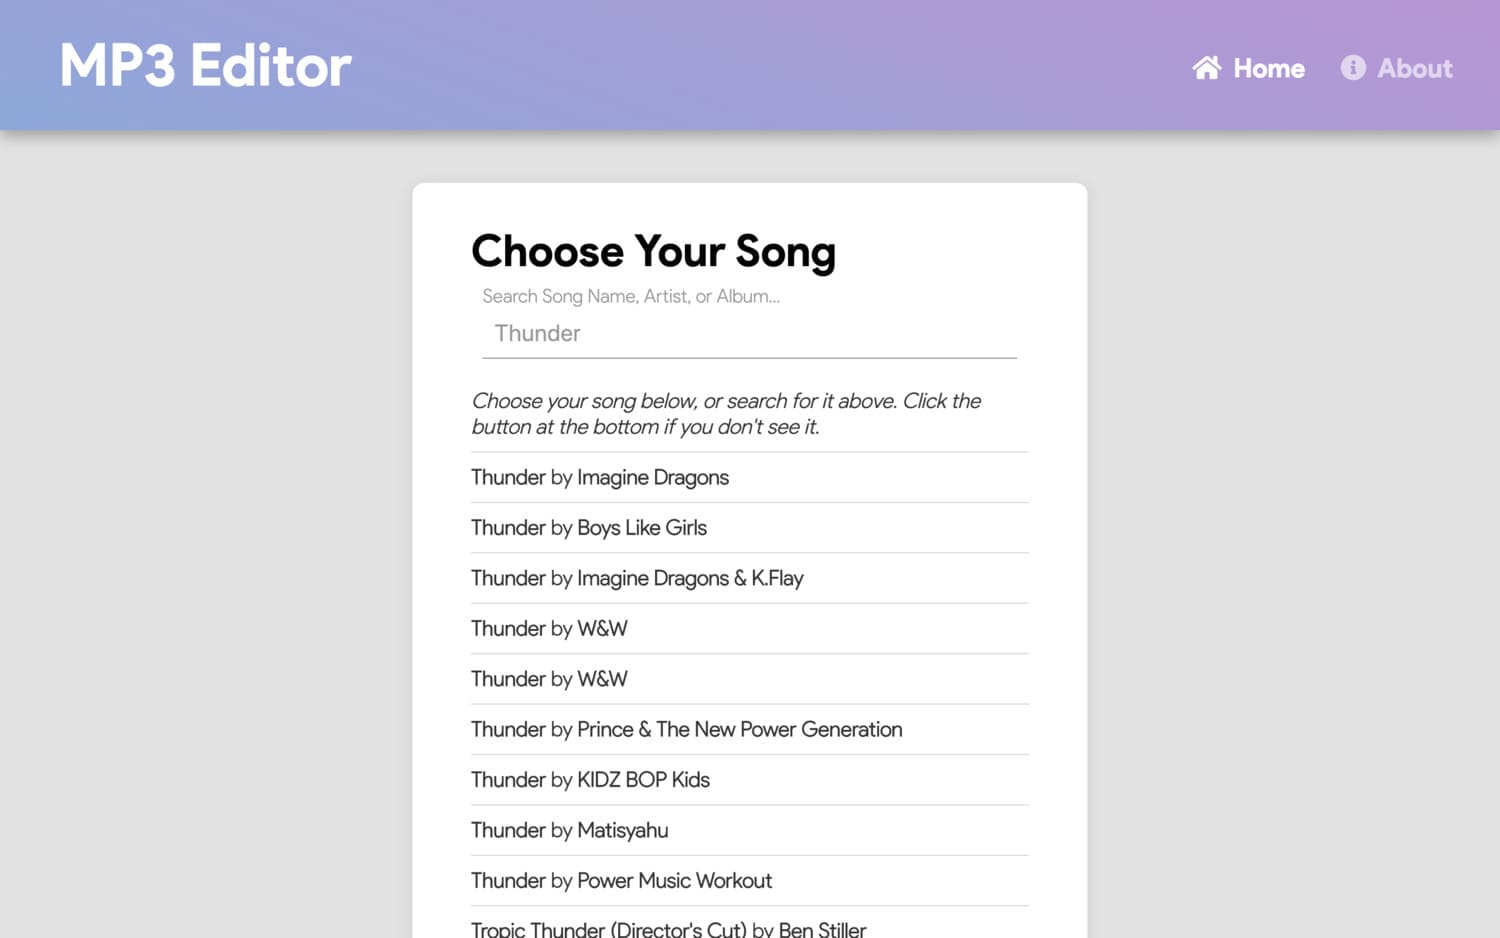 MP3 Editor
Home
About
Choose Your Song
Search Song Name, Artist, or Album...
Thunder
Choose your song below, or search for it above. Click the
button at the bottom if you don't see it.
Thunder by Imagine Dragons
Thunder by Boys Like Girls
Thunder by Imagine Dragons & K.Flay
Thunder by W&W
Thunder by W&W
Thunder by Prince & The New Power Generation
Thunder by KIDZ BOP Kids
Thunder by Matisyahu
Thunder by Power Music Workout
Tropic Thunder (Director's Cut) by Ben Stiller